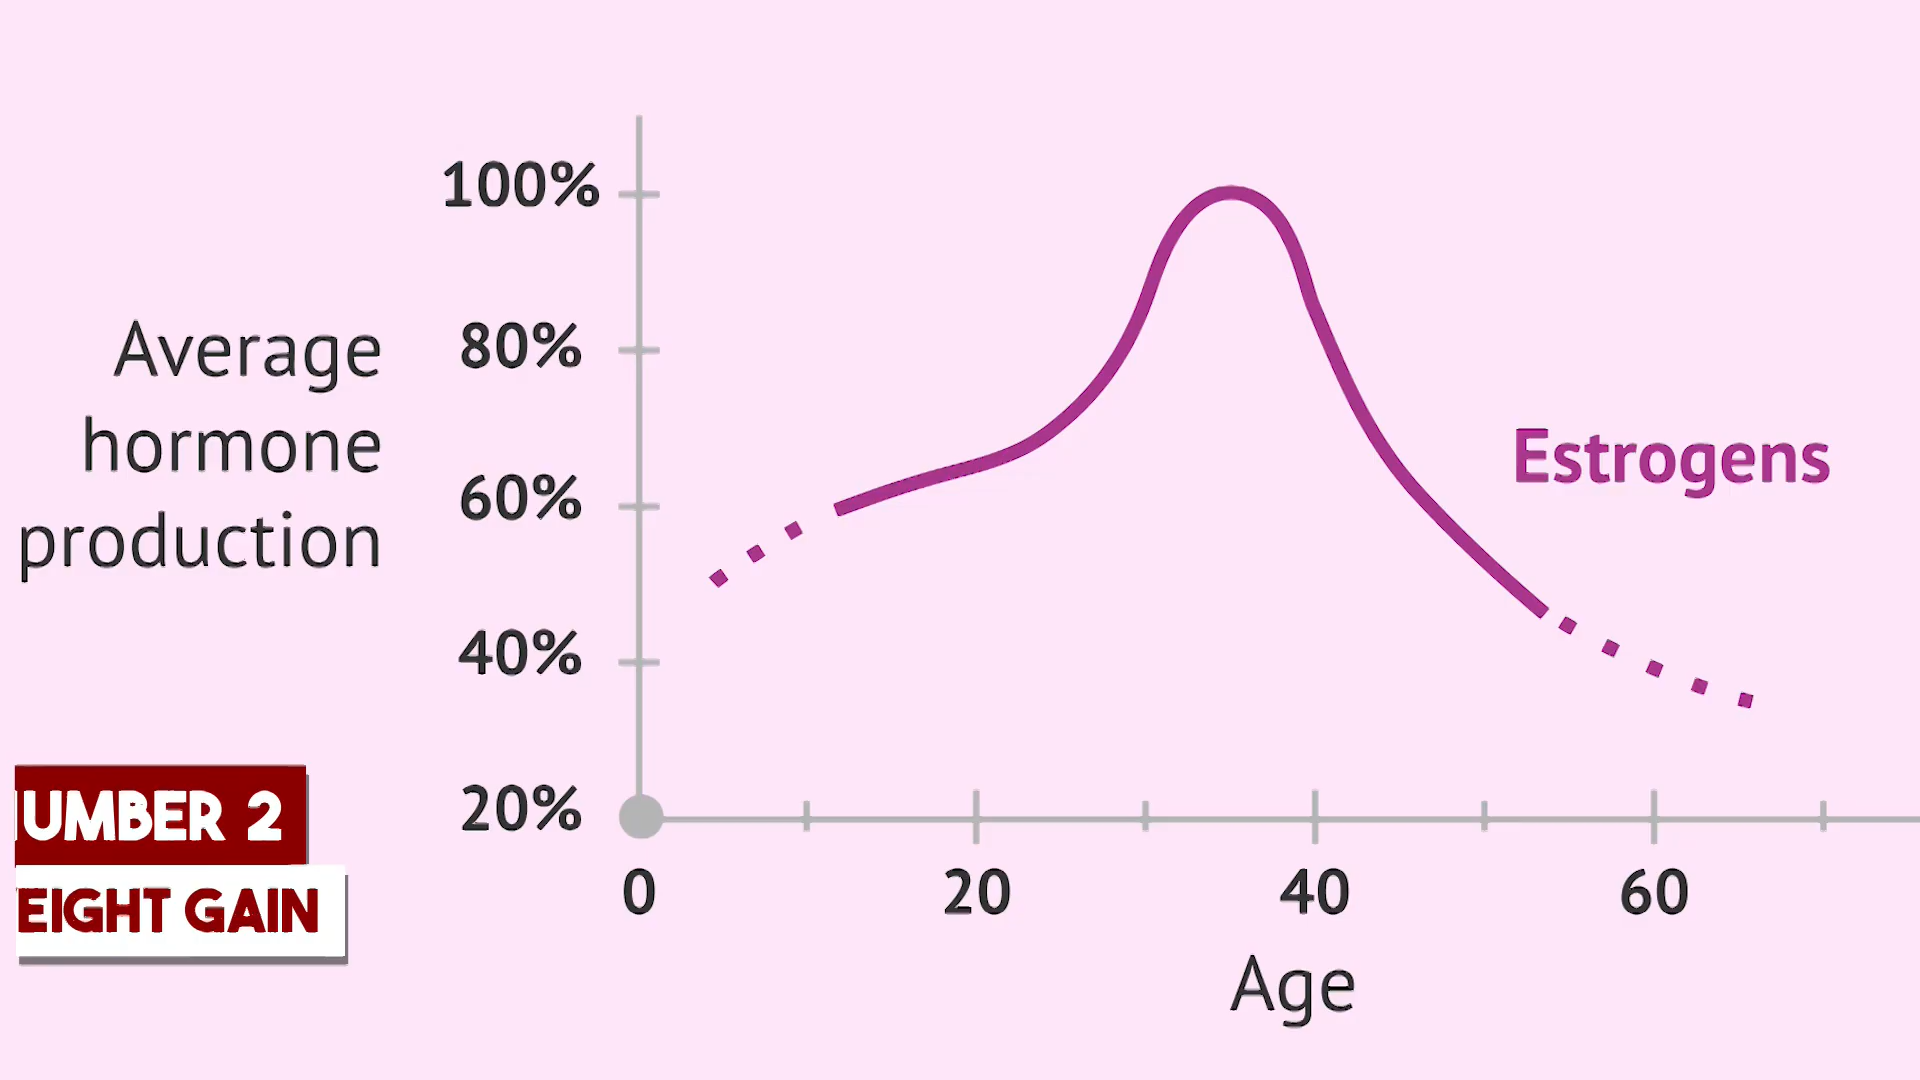 100%
80%
60%
40%
20%
Average
hormone
production
Estrogens
0 20 40 60
Age
UMBER 2
EIGHT GAIN